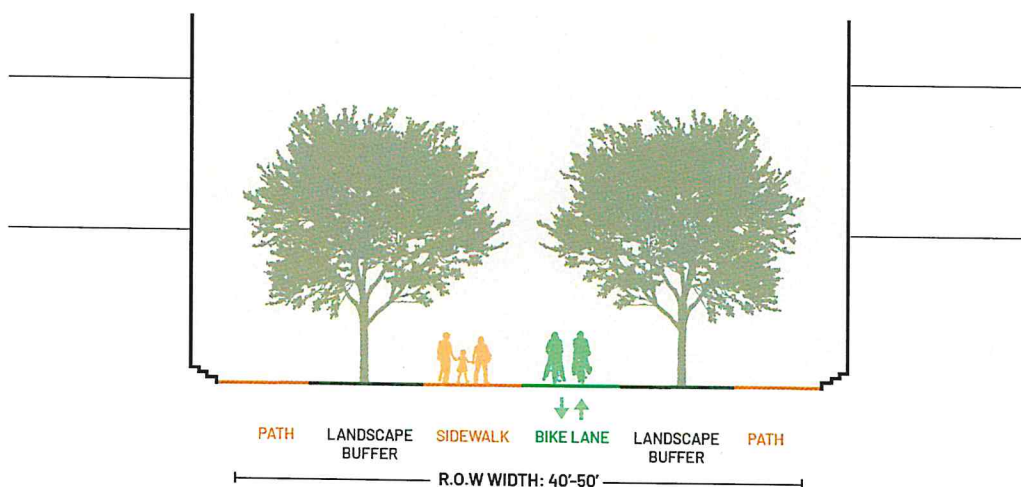 PATH
LANDSCAPE
BUFFER
SIDEWALK
BIKE LANE
LANDSCAPE
BUFFER
PATH
R.O.W WIDTH: 40'-50'